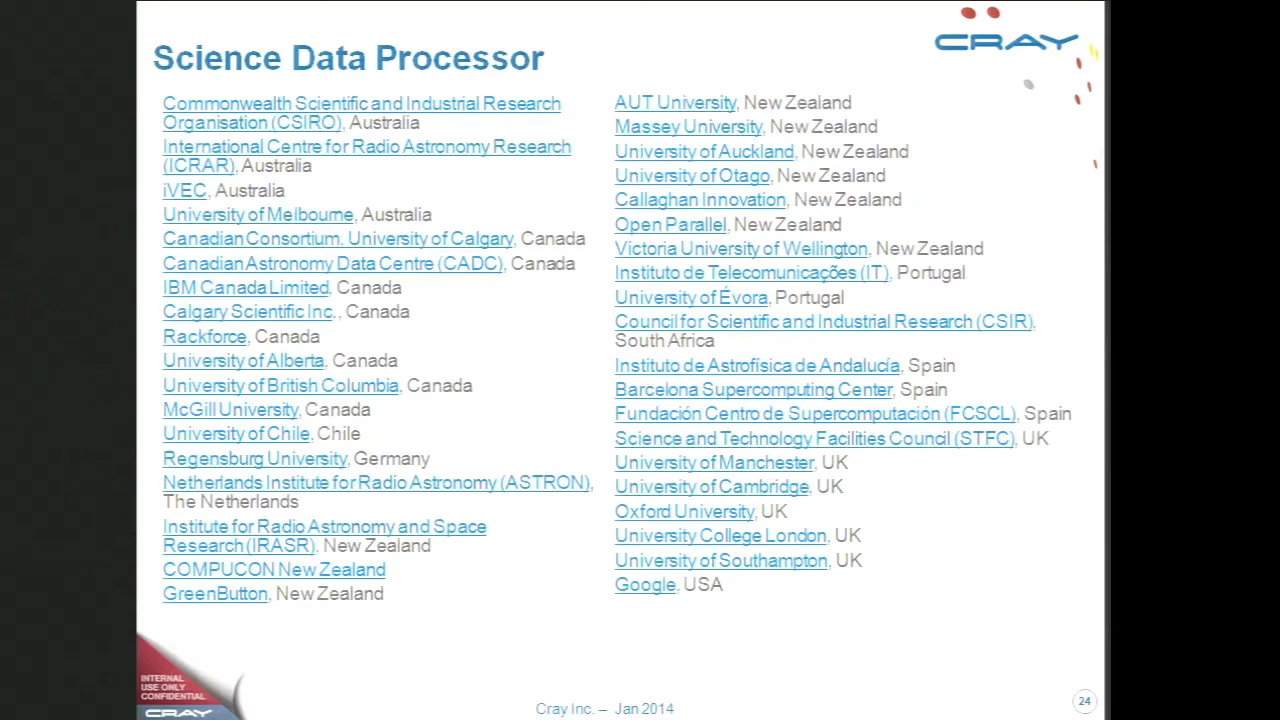 CRAY
Science Data Processor
Commonwealth Scientific and Industrial Research
Organisation (CSIRO), Australia
International Centre for Radio Astronomy Research
(ICRAR), Australia
iVEC, Australia
University of Melbourne, Australia
Canadian Consortium. University of Calgary, Canada
Canadian Astronomy Data Centre (CADC), Canada
IBM Canada Limited, Canada
Calgary Scientific Inc., Canada
Rackforce, Canada
University of Alberta, Canada
University of British Columbia, Canada
McGill University, Canada
University of Chile, Chile
Regensburg University, Germany
Netherlands Institute for Radio Astronomy (ASTRON),
The Netherlands
Institute for Radio Astronomy and Space
Research (IRASR), New Zealand
COMPUCON New Zealand
GreenButton, New Zealand
AUT University, New Zealand
Massey University, New Zealand
University of Auckland, New Zealand
University of Otago, New Zealand
Callaghan Innovation, New Zealand
Open Parallel, New Zealand
Victoria University of Wellington, New Zealand
Instituto de Telecomunicações (IT), Portugal
University of Évora, Portugal
Council for Scientific and Industrial Research (CSIR),
South Africa
Instituto de Astrofísica de Andalucía, Spain
Barcelona Supercomputing Center, Spain
Fundación Centro de Supercomputación (FCSCL), Spain
Science and Technology Facilities Council (STFC), UK
University of Manchester, UK
University of Cambridge, UK
Oxford University, UK
University College London, UK
University of Southampton, UK
Google, USA
INTERNAL
USE ONLY
CONFIDENTIAL
CRAY
Cray Inc. – Jan 2014
24